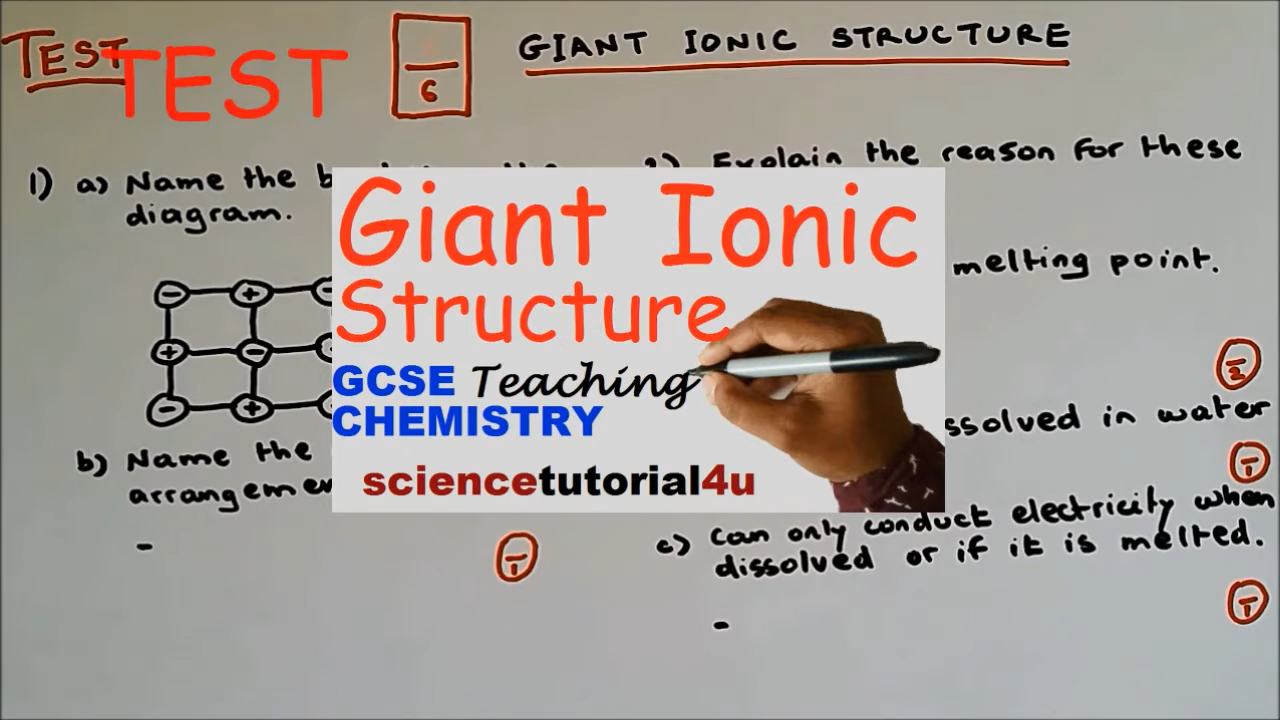 TEST
TEST
6
GIANT IONIC STRUCTURE
1) a) Name the
diagram.
- +
+ -
- +
b) Name the
-
1
2) Explain the reason for these
melting point.
2
dissolved in water
1
c) Can only conduct electricity when
dissolved or if it is melted.
1
-
Giant Ionic
Structure
GCSE Teaching
CHEMISTRY
sciencetutorial4u